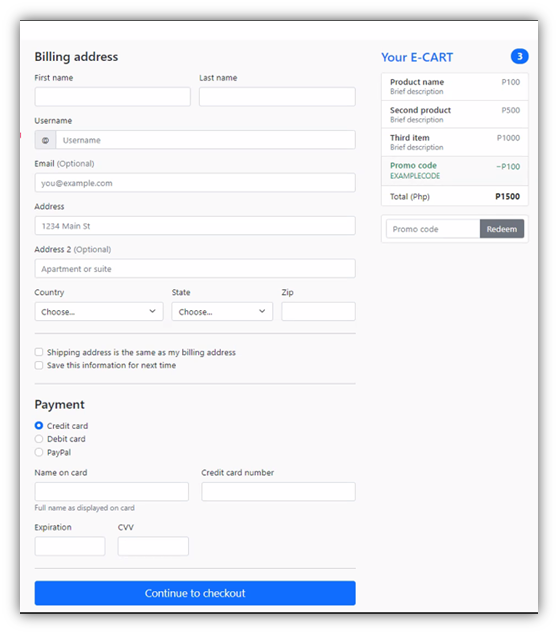 Billing address
First name
Last name
Username
@ Username
Email (Optional)
you@example.com
Address
1234 Main St
Address 2 (Optional)
Apartment or suite
Country
State
Zip
Choose...
Choose...
Shipping address is the same as my billing address
Save this information for next time
Payment
Credit card
Debit card
PayPal
Name on card
Credit card number
Full name as displayed on card
Expiration
CVV
Continue to checkout
Your E-CART 3
Product name P100
Brief description
Second product P500
Brief description
Third item P1000
Brief description
Promo code −P100
EXAMPLECODE
Total (Php) P1500
Promo code Redeem